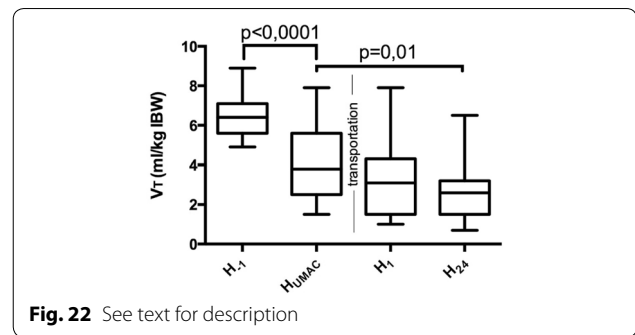 p<0,0001
p=0,01
10
8
6
4
2
0
VT (ml/kg IBW)
transportation
H-1
HUMAC
H1
H24
Fig. 22 See text for description